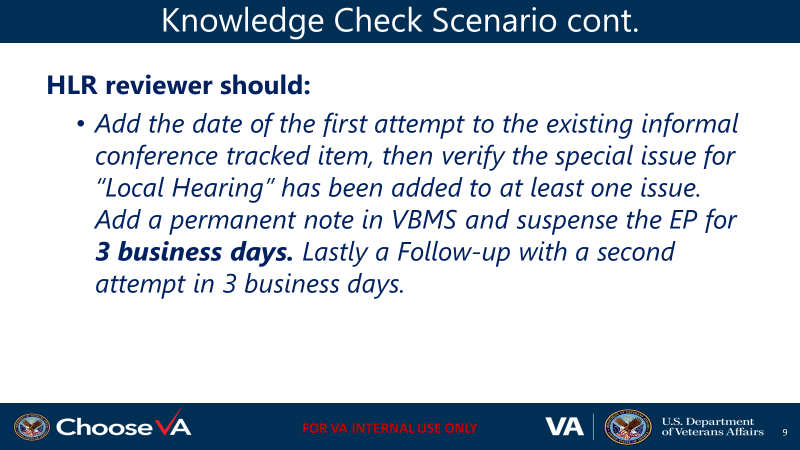 Knowledge Check Scenario cont.
HLR reviewer should:
• Add the date of the first attempt to the existing informal
conference tracked item, then verify the special issue for
“Local Hearing” has been added to at least one issue.
Add a permanent note in VBMS and suspense the EP for
3 business days. Lastly a Follow-up with a second
attempt in 3 business days.
ChooseVA
FOR VA INTERNAL USE ONLY
VA
U.S. Department
of Veterans Affairs
9